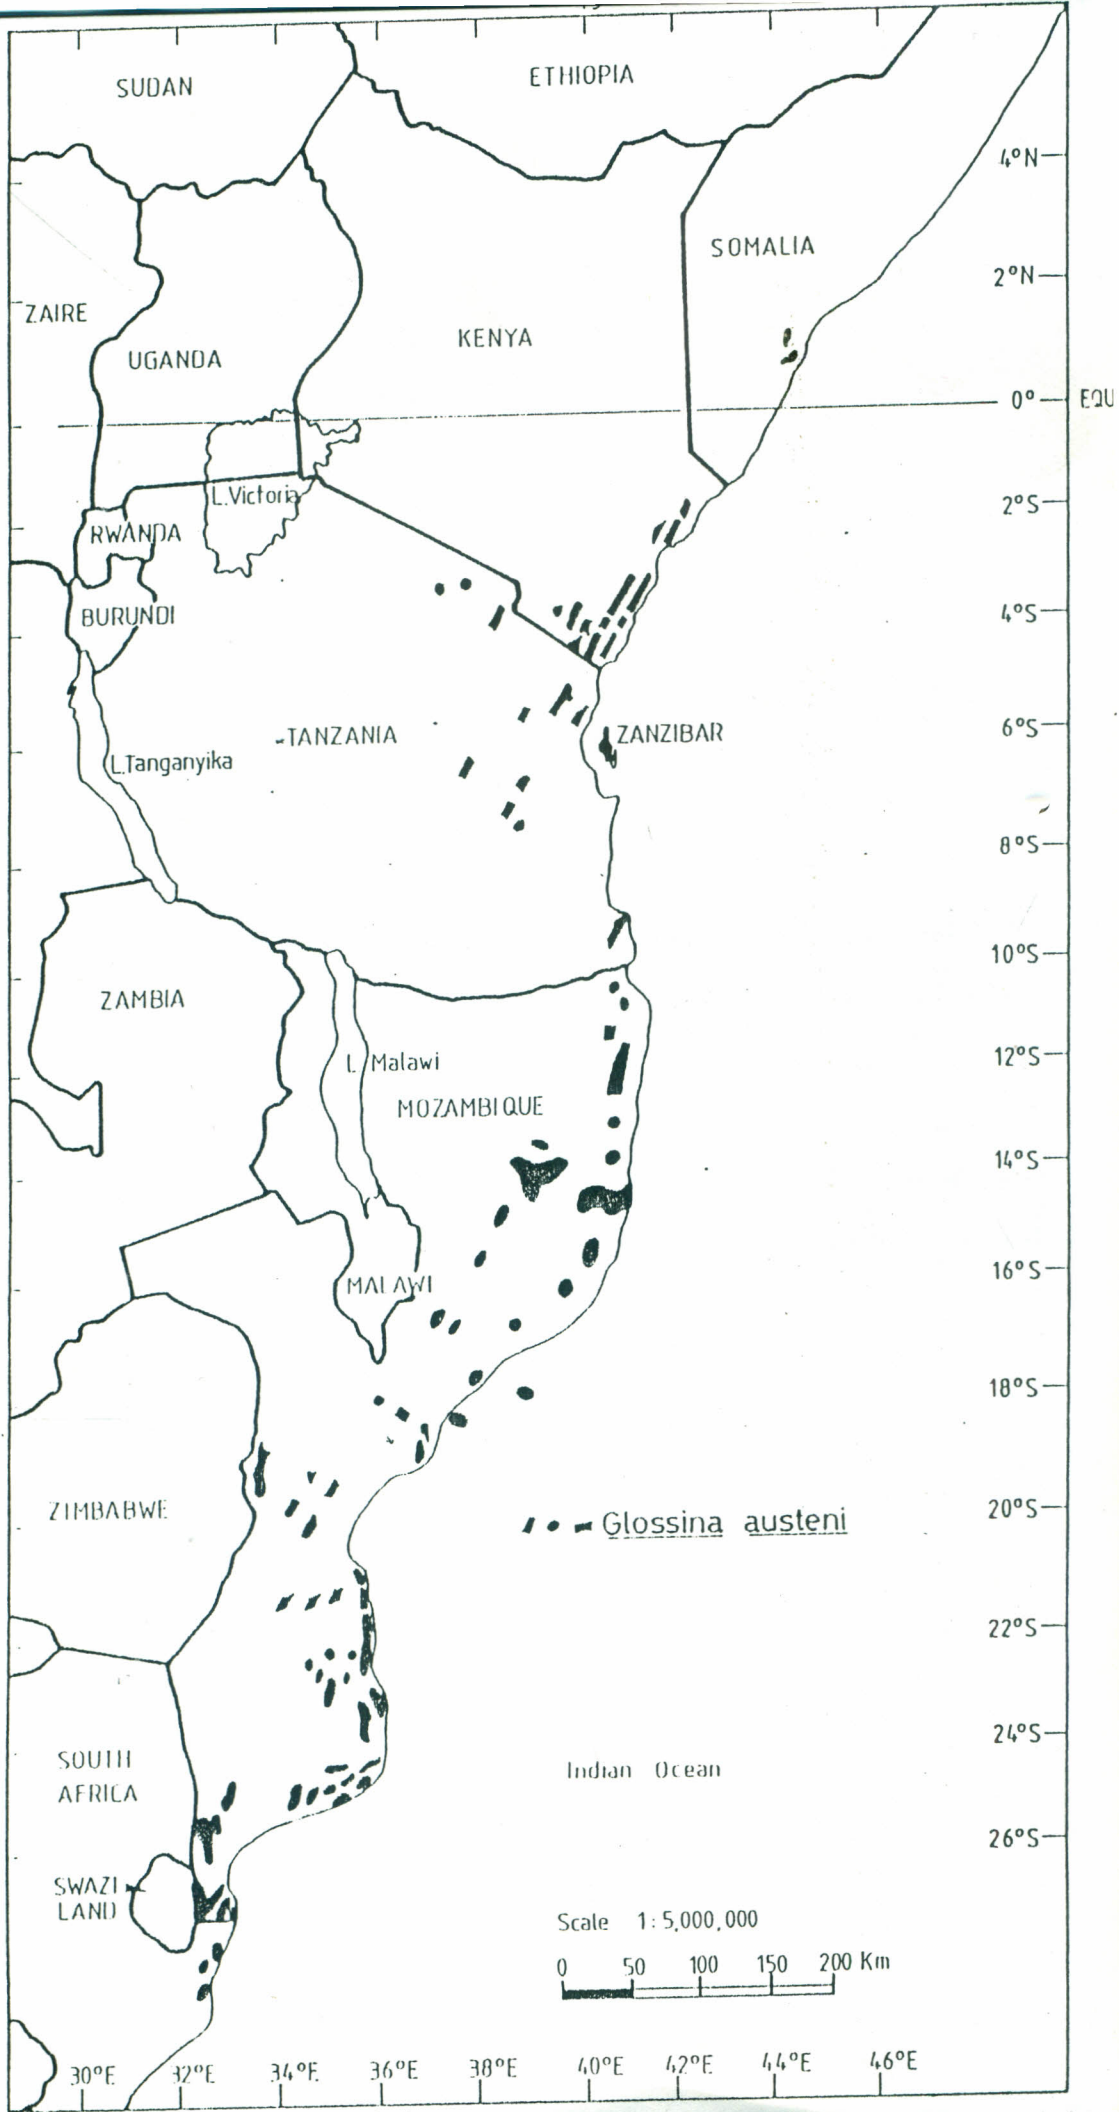 SUDAN
ETHIOPIA
4°N
SOMALIA
2°N
ZAIRE
KENYA
UGANDA
0° EQU
L.Victoria
2°S
RWANDA
BURUNDI
4°S
6°S
TANZANIA
ZANZIBAR
L.Tanganyika
8°S
10°S
ZAMBIA
12°S
L Malawi
MOZAMBIQUE
14°S
16°S
MALAWI
18°S
20°S
ZIMBABWE
Glossina austeni
22°S
24°S
SOUTH
AFRICA
Indian Ocean
26°S
SWAZI
LAND
Scale 1:5,000,000
0 50 100 150 200 Km
30°E 32°E 34°E 36°E 38°E 40°E 42°E 44°E 46°E